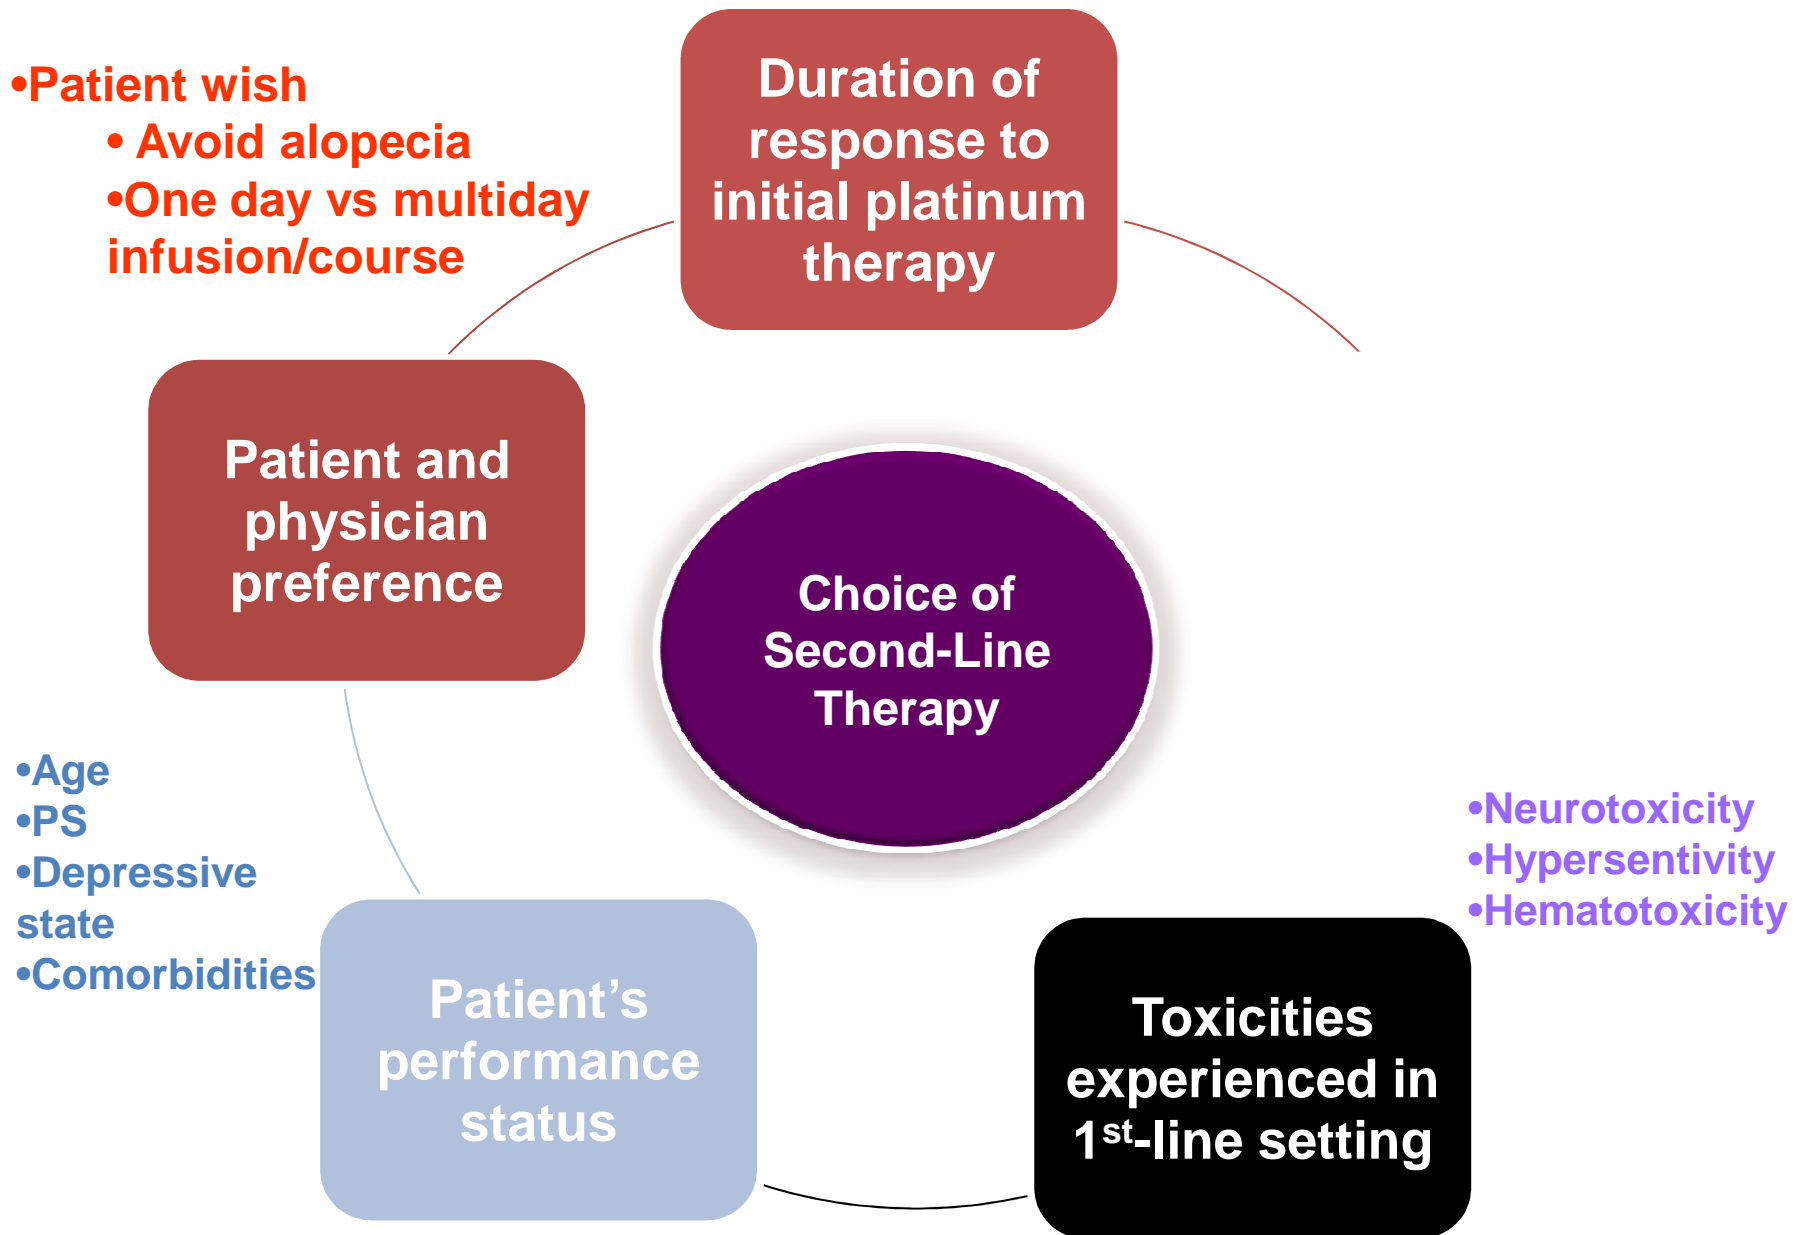 •Patient wish
• Avoid alopecia
•One day vs multiday
infusion/course
Duration of
response to
initial platinum
therapy
Patient and
physician
preference
Choice of
Second-Line
Therapy
•Age
•PS
•Depressive
state
•Comorbidities
•Neurotoxicity
•Hypersentivity
•Hematotoxicity
Patient’s
performance
status
Toxicities
experienced in
1st-line setting